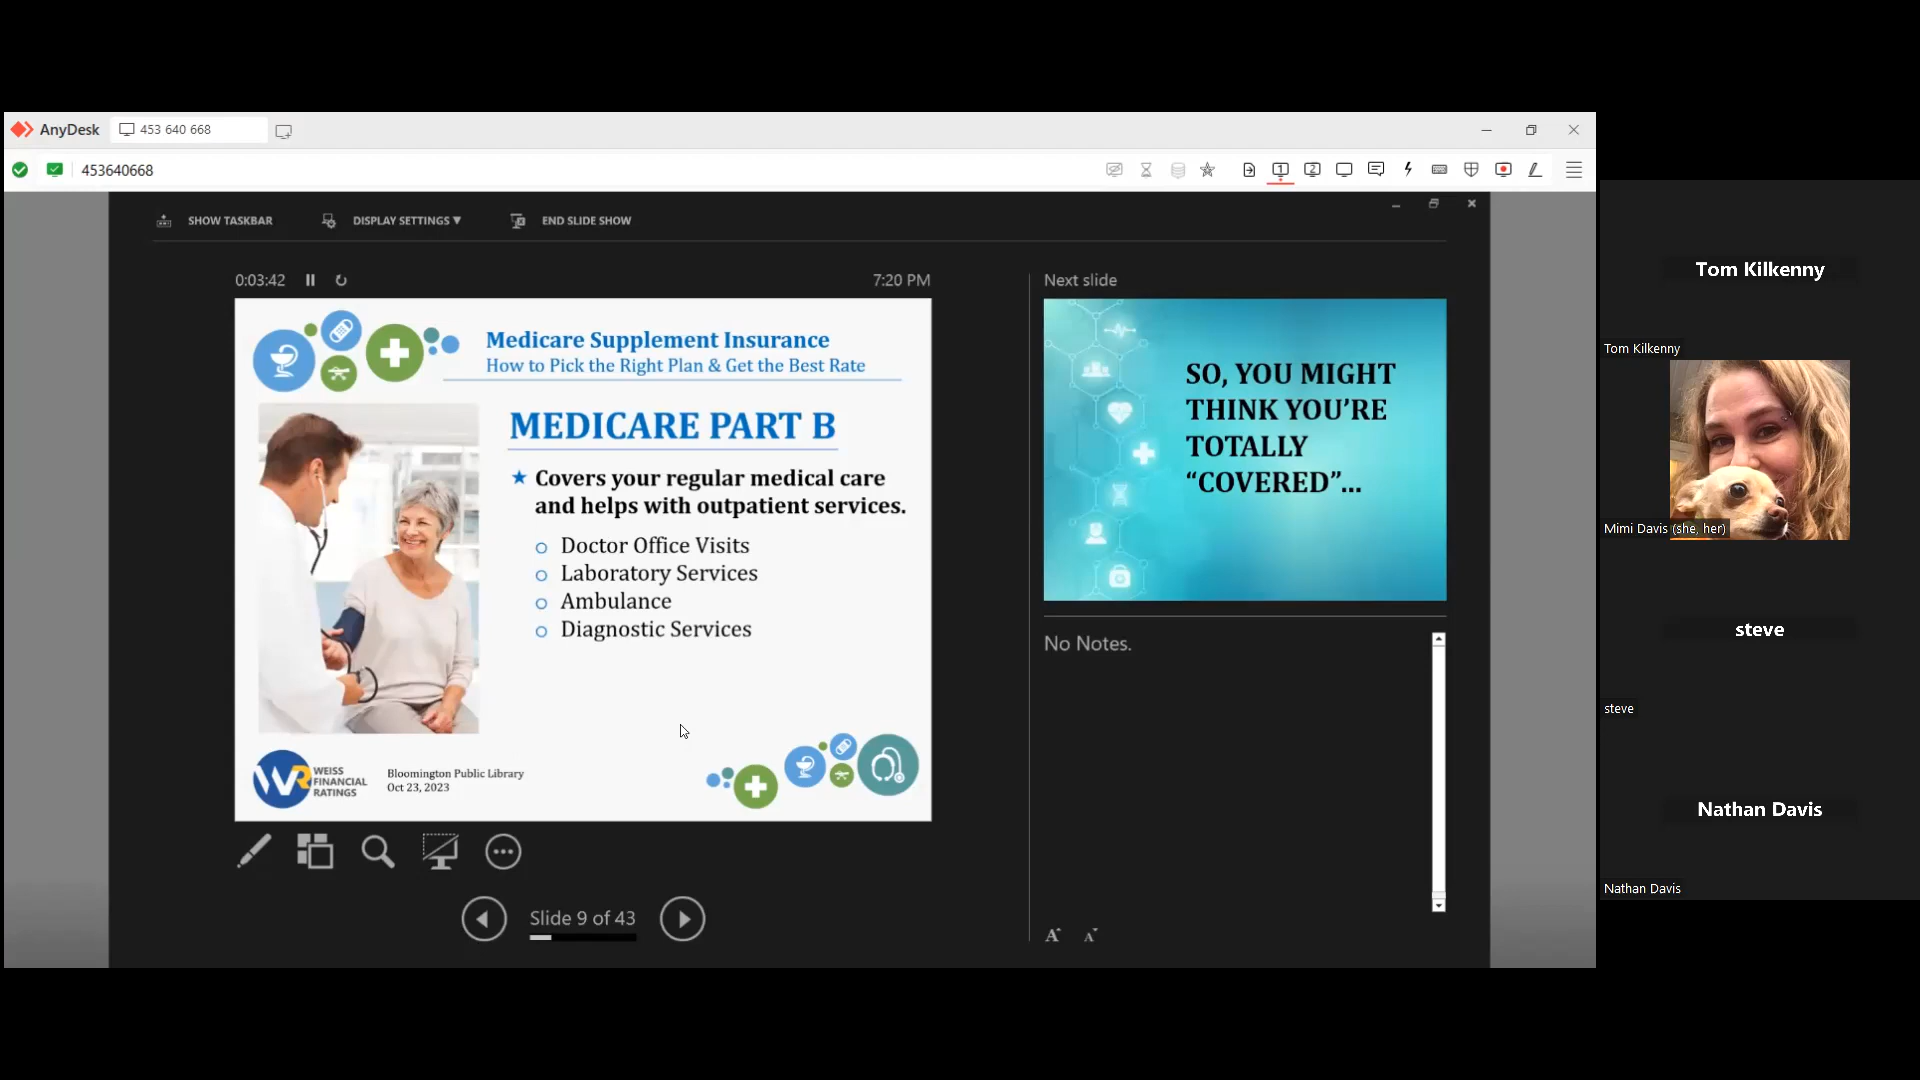 AnyDesk
453 640 668
453640668
1
2
SHOW TASKBAR
DISPLAY SETTINGS ▼
END SLIDE SHOW
0:03:42
7:20 PM
Medicare Supplement Insurance
How to Pick the Right Plan & Get the Best Rate
MEDICARE PART B
★ Covers your regular medical care
and helps with outpatient services.
o Doctor Office Visits
o Laboratory Services
o Ambulance
o Diagnostic Services
WR
WEISS
FINANCIAL
RATINGS
Bloomington Public Library
Oct 23, 2023
Slide 9 of 43
Next slide
SO, YOU MIGHT
THINK YOU’RE
TOTALLY
“COVERED”...
No Notes.
A
A
Tom Kilkenny
Tom Kilkenny
Mimi Davis (she, her)
steve
steve
Nathan Davis
Nathan Davis